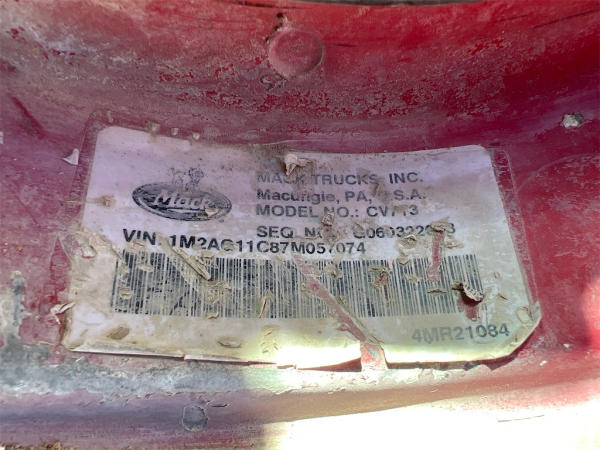 Mack
MACK TRUCKS, INC.
Macungie, PA, U.S.A.
MODEL NO.: CV713
SEQ. NO.:
VIN: 1M2AG11C87M057074
4MR21084